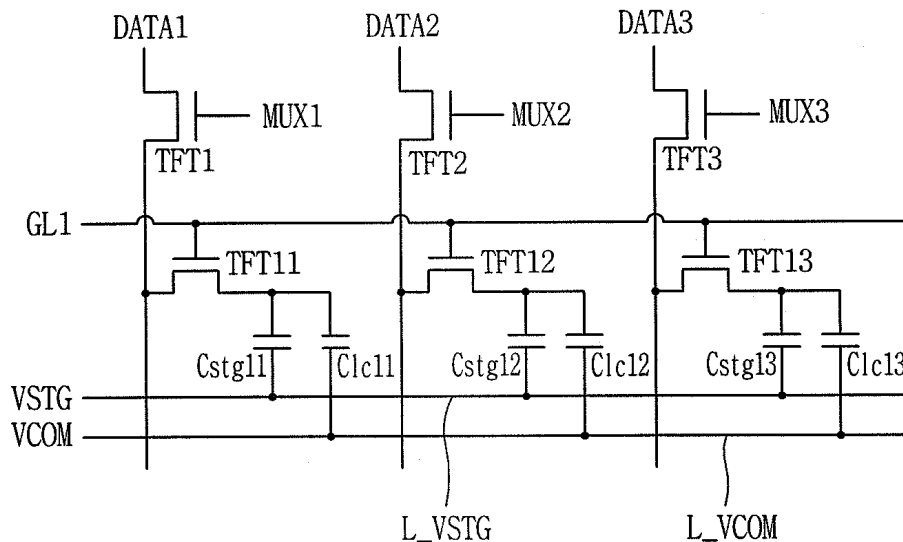 DATA1 DATA2 DATA3
MUX1 MUX2 MUX3
TFT1 TFT2 TFT3
GL1
TFT11 TFT12 TFT13
Cstg11 Clc11 Cstg12 Clc12 Cstg13 Clc13
VSTG
VCOM
L_VSTG L_VCOM